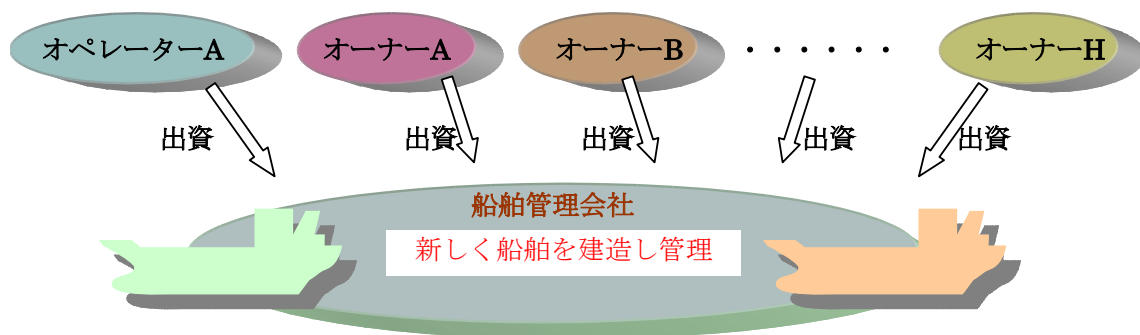 オペレーターA
オーナーA
オーナーB
・・・・・・
オーナーH
出資
出資
出資
出資
出資
船舶管理会社
新しく船舶を建造し管理